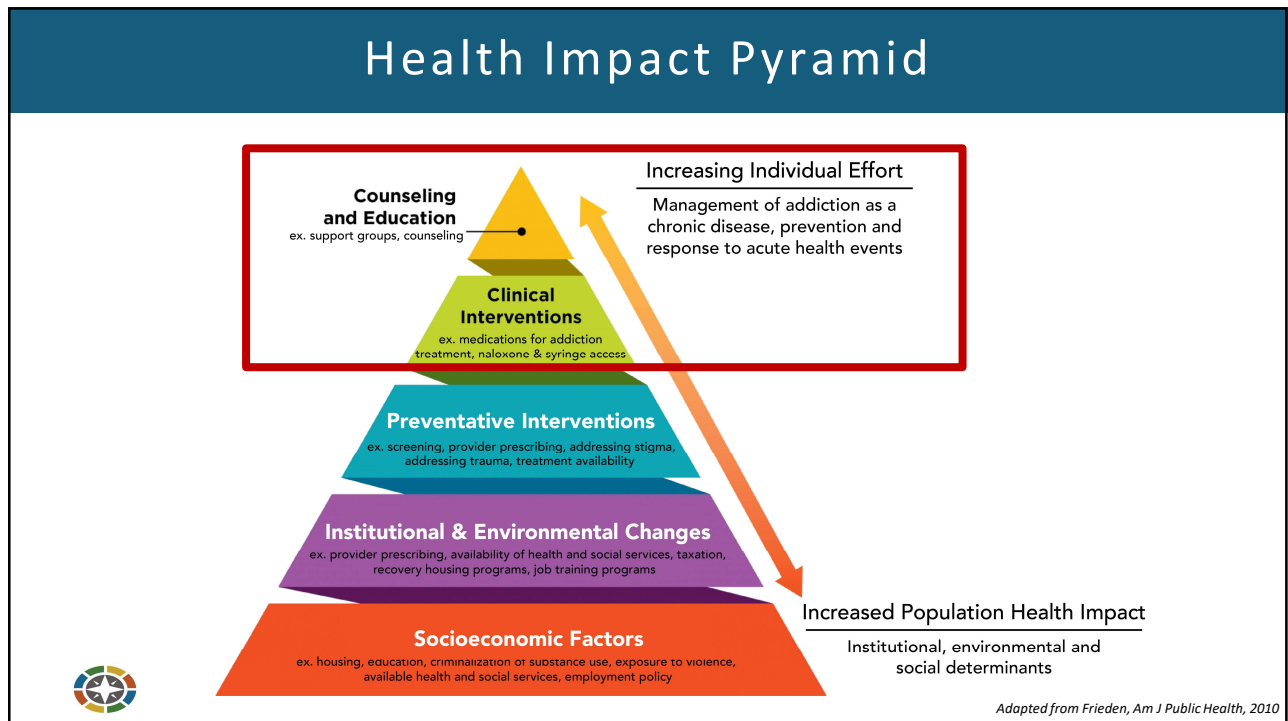 Health Impact Pyramid
Counseling
and Education
ex. support groups, counseling
Increasing Individual Effort
Management of addiction as a
chronic disease, prevention and
response to acute health events
Clinical
Interventions
ex. medications for addiction
treatment, naloxone & syringe access
Preventative Interventions
ex. screening, provider prescribing, addressing stigma,
addressing trauma, treatment availability
Institutional & Environmental Changes
ex. provider prescribing, availability of health and social services, taxation,
recovery housing programs, job training programs
Socioeconomic Factors
ex. housing, education, criminalization of substance use, exposure to violence,
available health and social services, employment policy
Increased Population Health Impact
Institutional, environmental and
social determinants
Adapted from Frieden, Am J Public Health, 2010